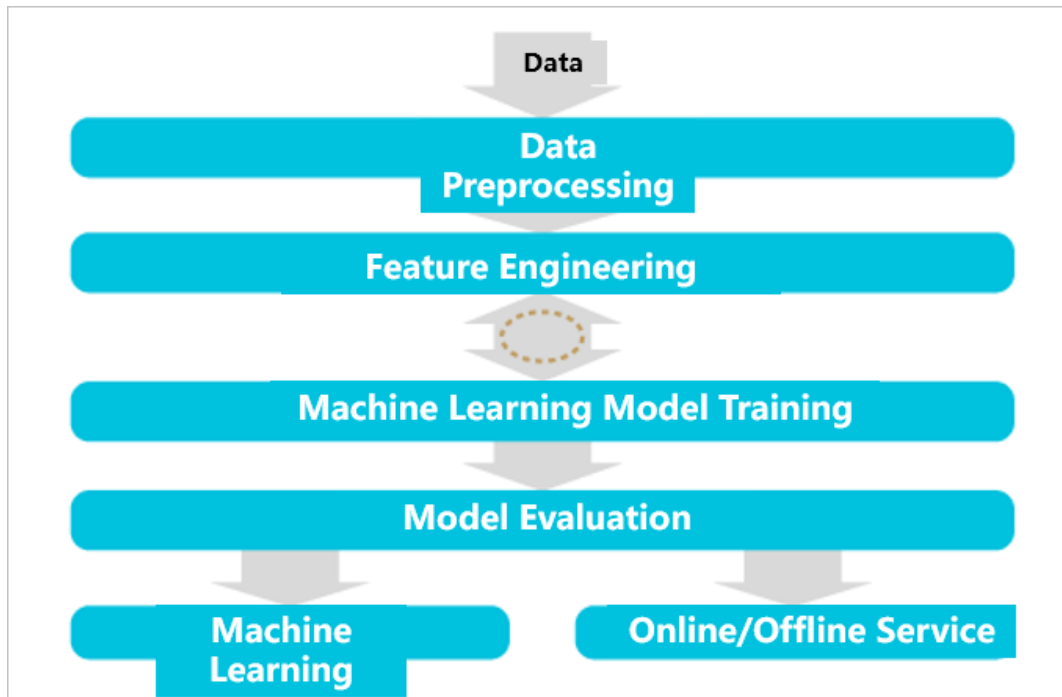 Data
Data
Preprocessing
Feature Engineering
Machine Learning Model Training
Model Evaluation
Machine
Learning
Online/Offline Service